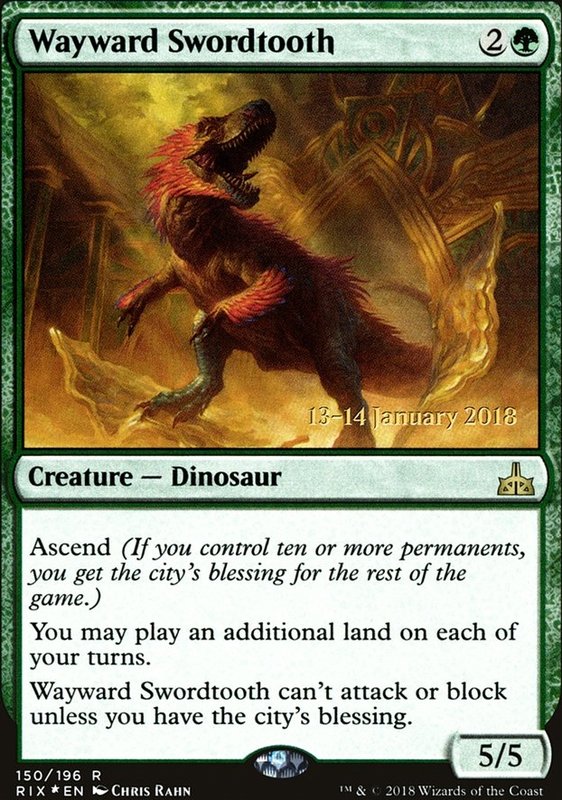 Wayward Swordtooth 2
13–14 January 2018
Creature — Dinosaur
Ascend (If you control ten or more permanents,
you get the city's blessing for the rest of the
game.)
You may play an additional land on each of
your turns.
Wayward Swordtooth can't attack or block
unless you have the city's blessing.
5/5
150/196 R
RIX★EN Chris Rahn
™ & © 2018 Wizards of the Coast